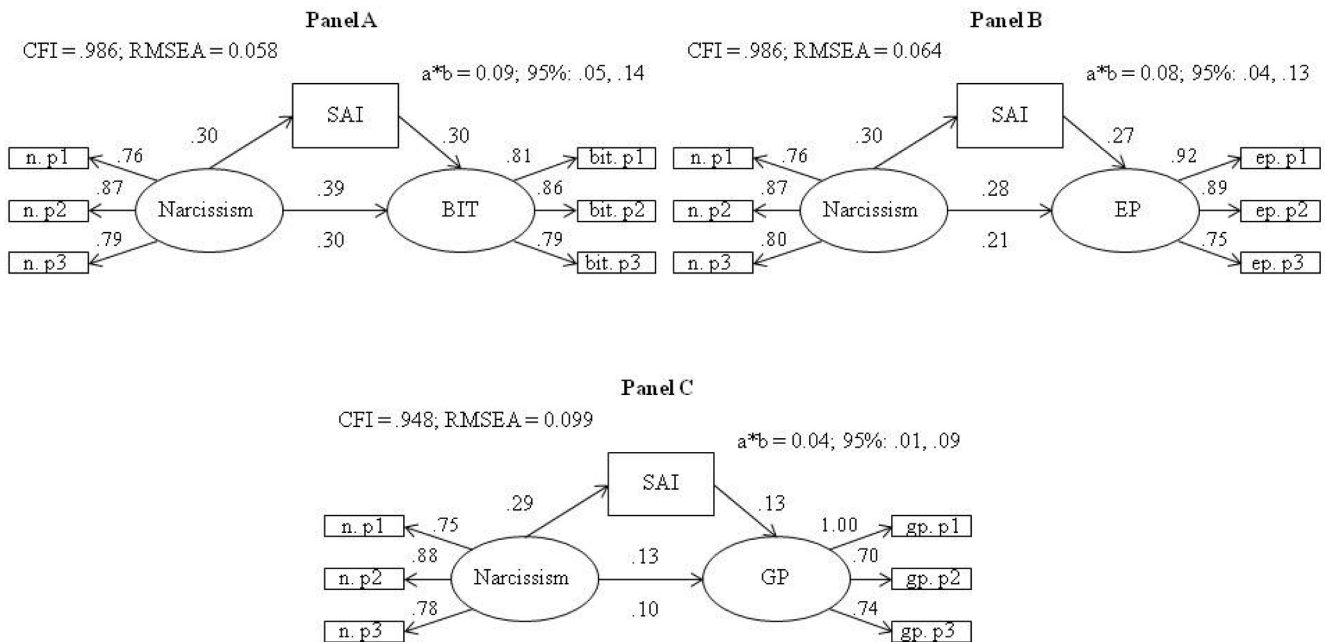 Panel A
CFI = .986; RMSEA = 0.058
a*b = 0.09; 95%: .05, .14
SAI
.30
.30
n. p1
.76
.81
bit. p1
.87
.39
.86
n. p2
Narcissism
BIT
bit. p2
.79
.30
.79
n. p3
bit. p3
Panel B
CFI = .986; RMSEA = 0.064
a*b = 0.08; 95%: .04, .13
SAI
.30
.27
n. p1
.76
.92
ep. p1
.87
.28
.89
n. p2
Narcissism
EP
ep. p2
.80
.21
.75
n. p3
ep. p3
Panel C
CFI = .948; RMSEA = 0.099
a*b = 0.04; 95%: .01, .09
SAI
.29
.13
n. p1
.75
1.00
gp. p1
.88
.13
.70
n. p2
Narcissism
GP
gp. p2
.78
.10
.74
n. p3
gp. p3